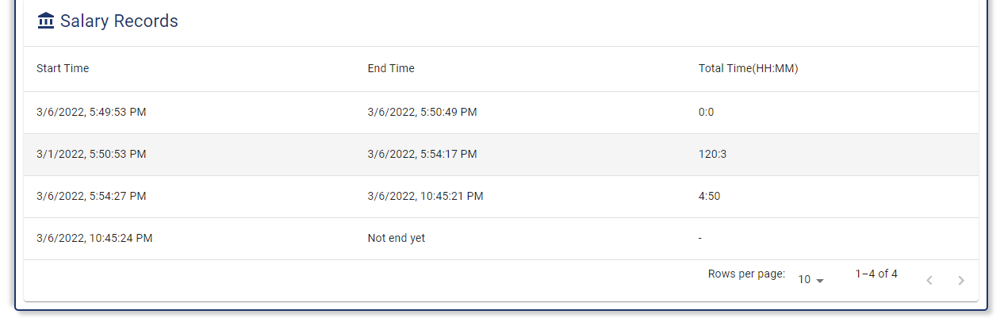 Salary Records
Start Time End Time Total Time(HH:MM)
3/6/2022, 5:49:53 PM 3/6/2022, 5:50:49 PM 0:0
3/1/2022, 5:50:53 PM 3/6/2022, 5:54:17 PM 120:3
3/6/2022, 5:54:27 PM 3/6/2022, 10:45:21 PM 4:50
3/6/2022, 10:45:24 PM Not end yet -
Rows per page: 10 1–4 of 4